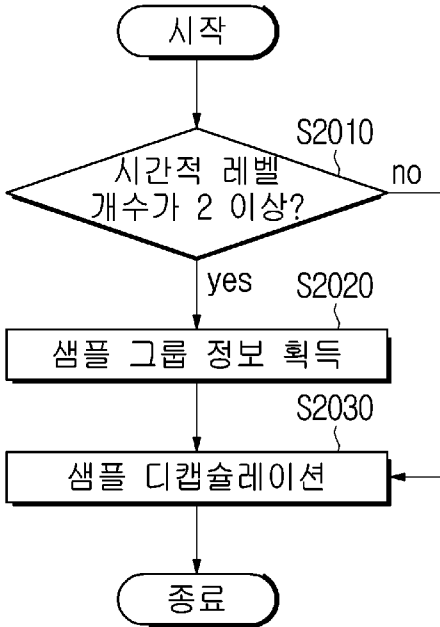 시작
S2010
시간적 레벨
개수가 2 이상?
no
yes
S2020
샘플 그룹 정보 획득
S2030
샘플 디캡슐레이션
종료